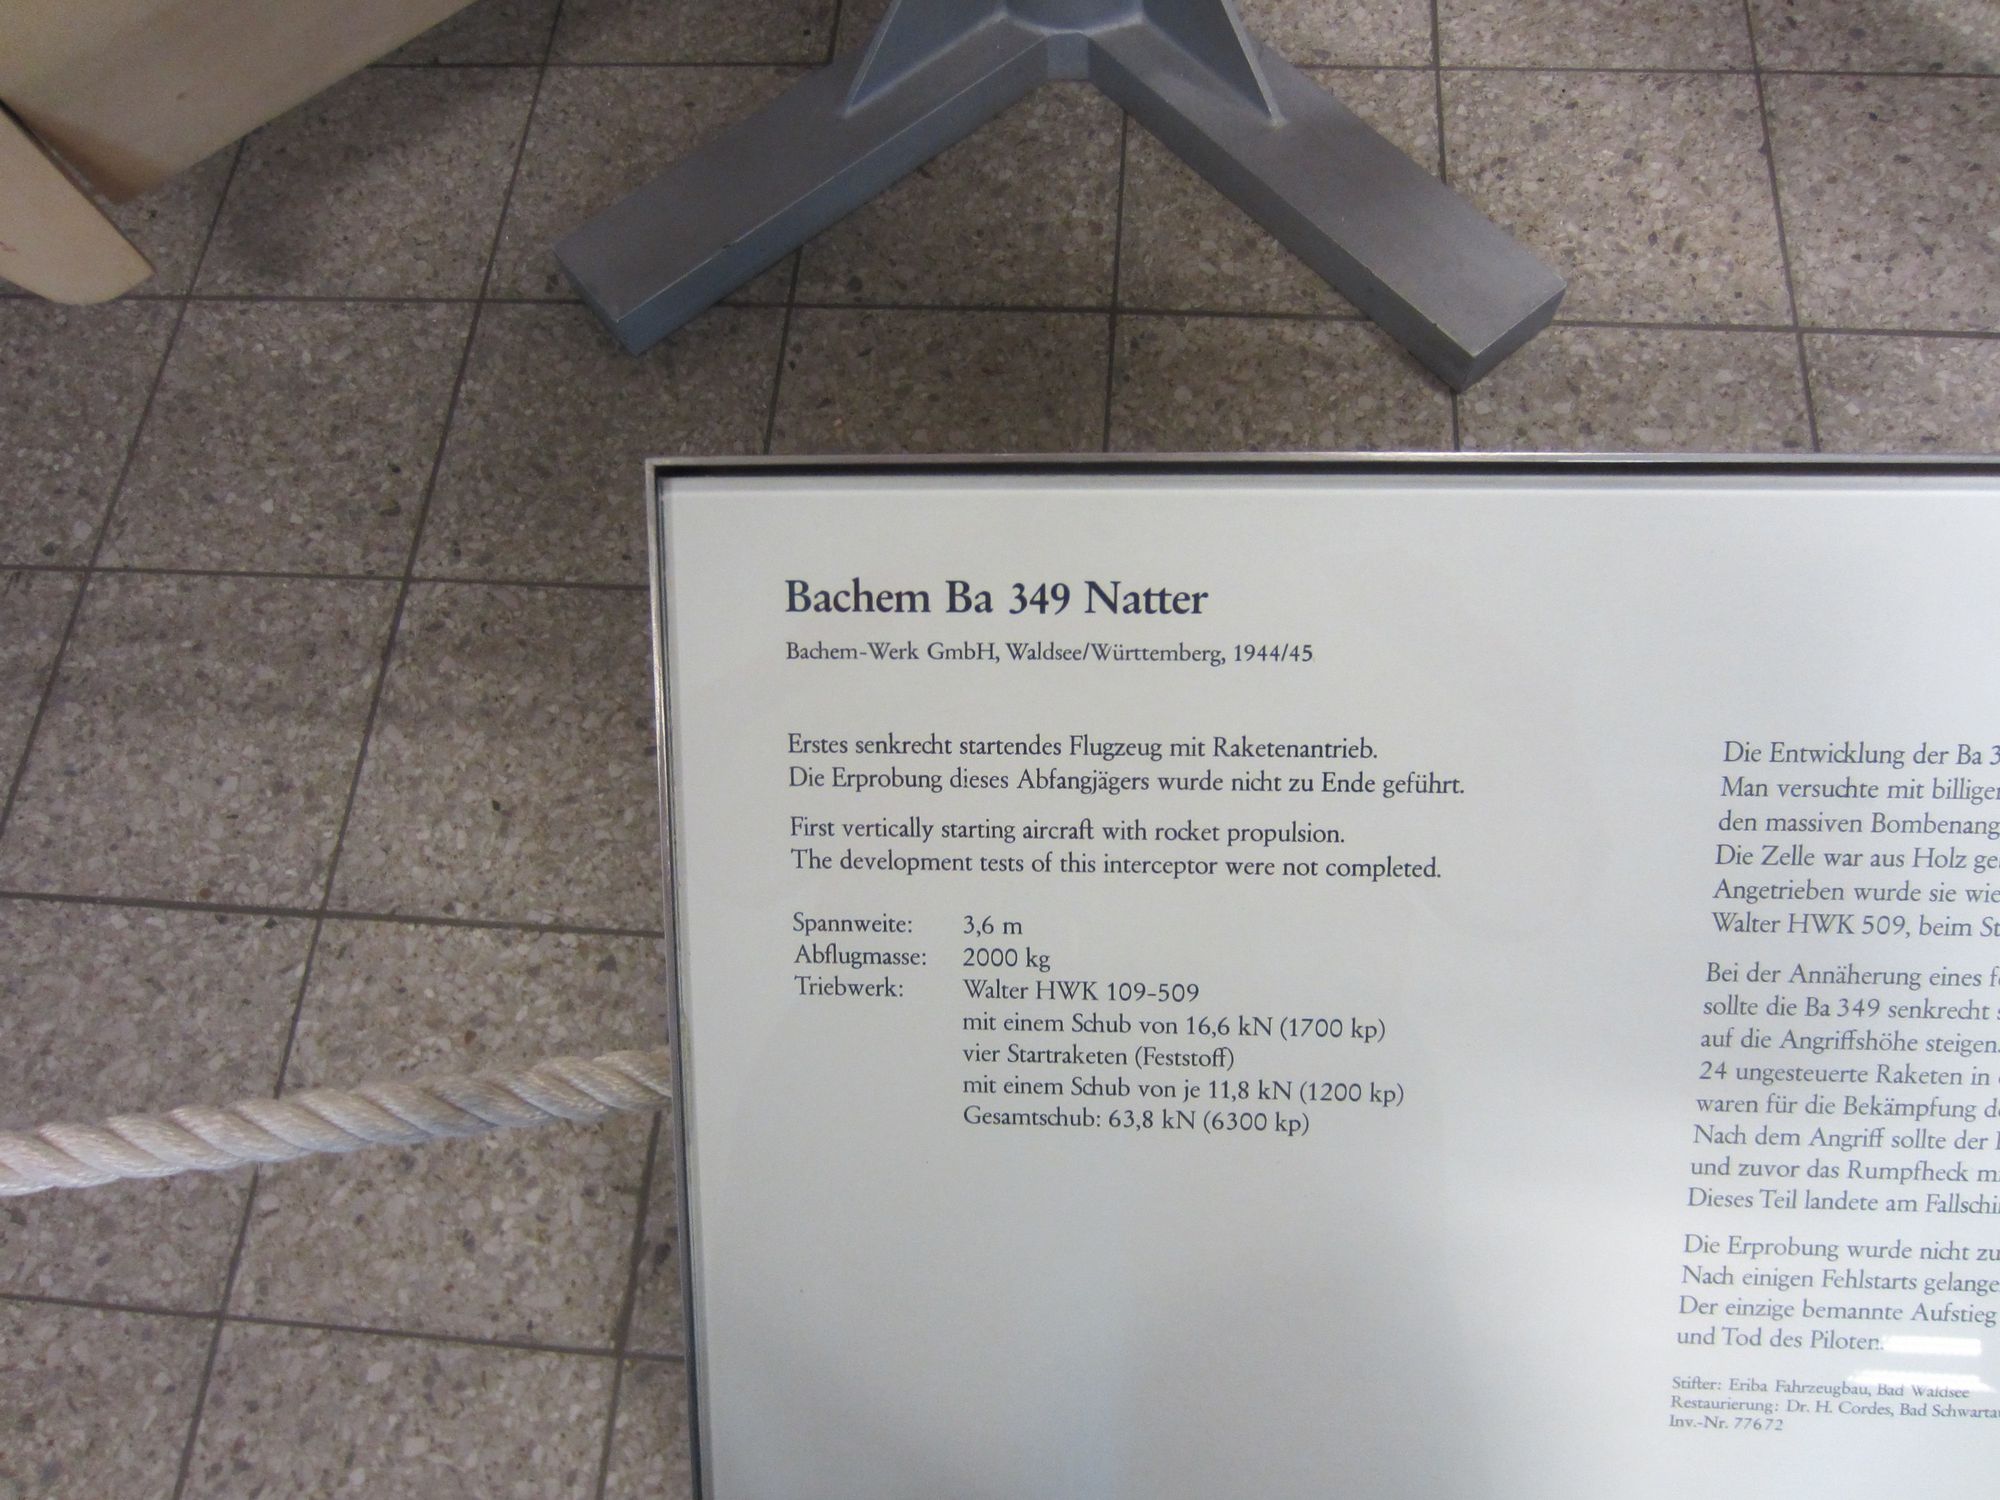 Bachem Ba 349 Natter
Bachem-Werk GmbH, Waldsee/Württemberg, 1944/45
Erstes senkrecht startendes Flugzeug mit Raketenantrieb.
Die Erprobung dieses Abfangjägers wurde nicht zu Ende geführt.
First vertically starting aircraft with rocket propulsion.
The development tests of this interceptor were not completed.
Spannweite: 3,6 m
Abflugmasse: 2000 kg
Triebwerk: Walter HWK 109-509
mit einem Schub von 16,6 kN (1700 kp)
vier Startraketen (Feststoff)
mit einem Schub von je 11,8 kN (1200 kp)
Gesamtschub: 63,8 kN (6300 kp)
Die Entwicklung der Ba
Man versuchte mit
den massiven
Die Zelle war aus Holz
Angetrieben wurde sie
Walter HWK 509, beim
Bei der Annäherung eines
sollte die Ba 349 senkrecht
auf die Angriffshöhe steigen.
24 ungesteuerte Raketen in
waren für die Bekämpfung
Nach dem Angriff sollte der
und zuvor das Rumpfheck
Dieses Teil landete am
Die Erprobung wurde nicht zu
Nach einigen Fehlstarts
Der einzige bemannte Aufstieg
und Tod des Piloten.
Stifter: Eriba Fahrzeugbau, Bad Waldsee
Restaurierung: Dr. H. Cordes, Bad
Inv.-Nr. 77672